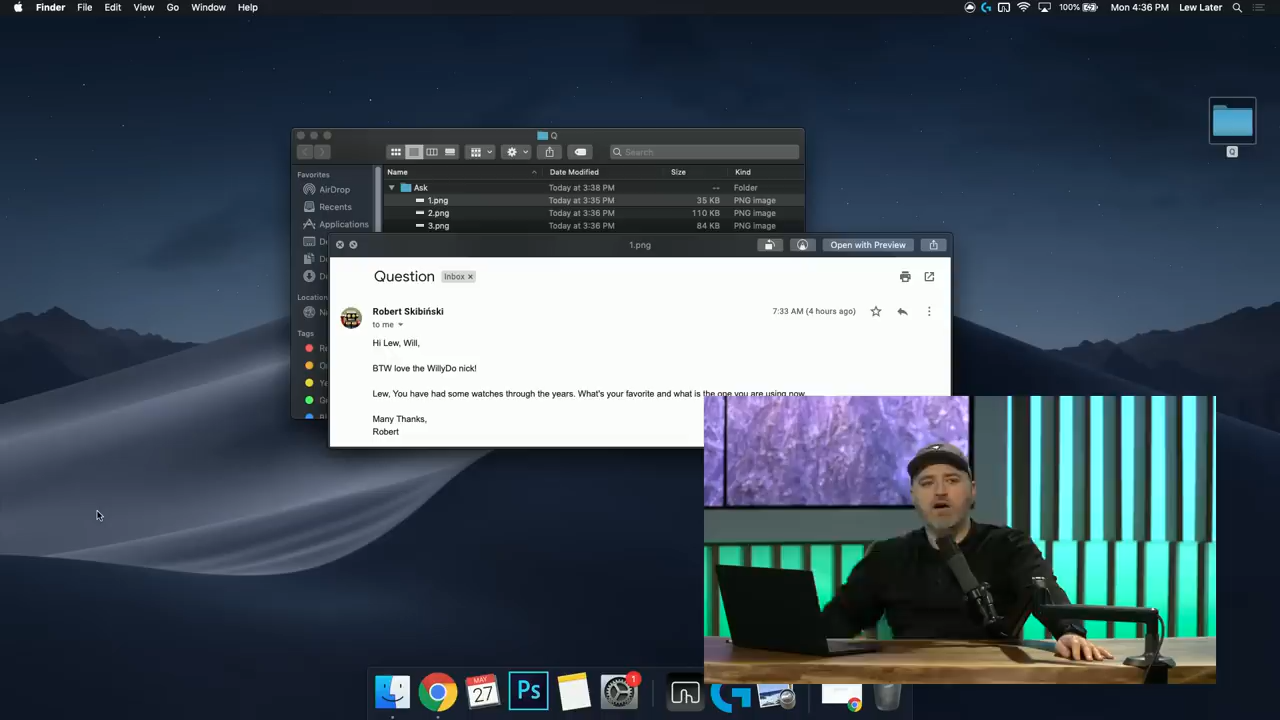 Finder File Edit View Go Window Help
100% Mon 4:36 PM Lew Later
Q
Q
Search
Favorites
AirDrop
Recents
Applications
Tags
Name Date Modified Size Kind
Ask Today at 3:38 PM -- Folder
1.png Today at 3:35 PM 35 KB PNG image
2.png Today at 3:36 PM 110 KB PNG image
3.png Today at 3:36 PM 84 KB PNG image
1.png
Open with Preview
Question Inbox x
Robert Skibiński 7:33 AM (4 hours ago)
to me
Hi Lew, Will,
BTW love the WillyDo nick!
Lew, You have had some watches through the years. What's your favorite and what is the one you are using now.
Many Thanks,
Robert
MAY
27
Ps
1